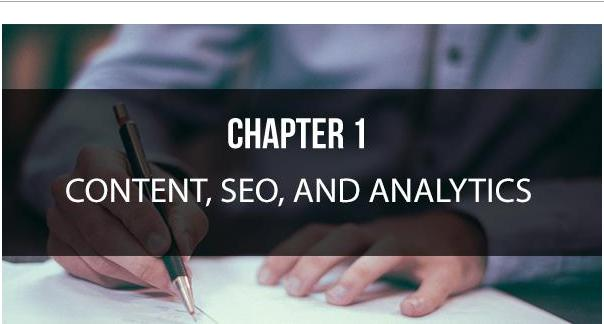 CHAPTER 1
CONTENT, SEO, AND ANALYTICS